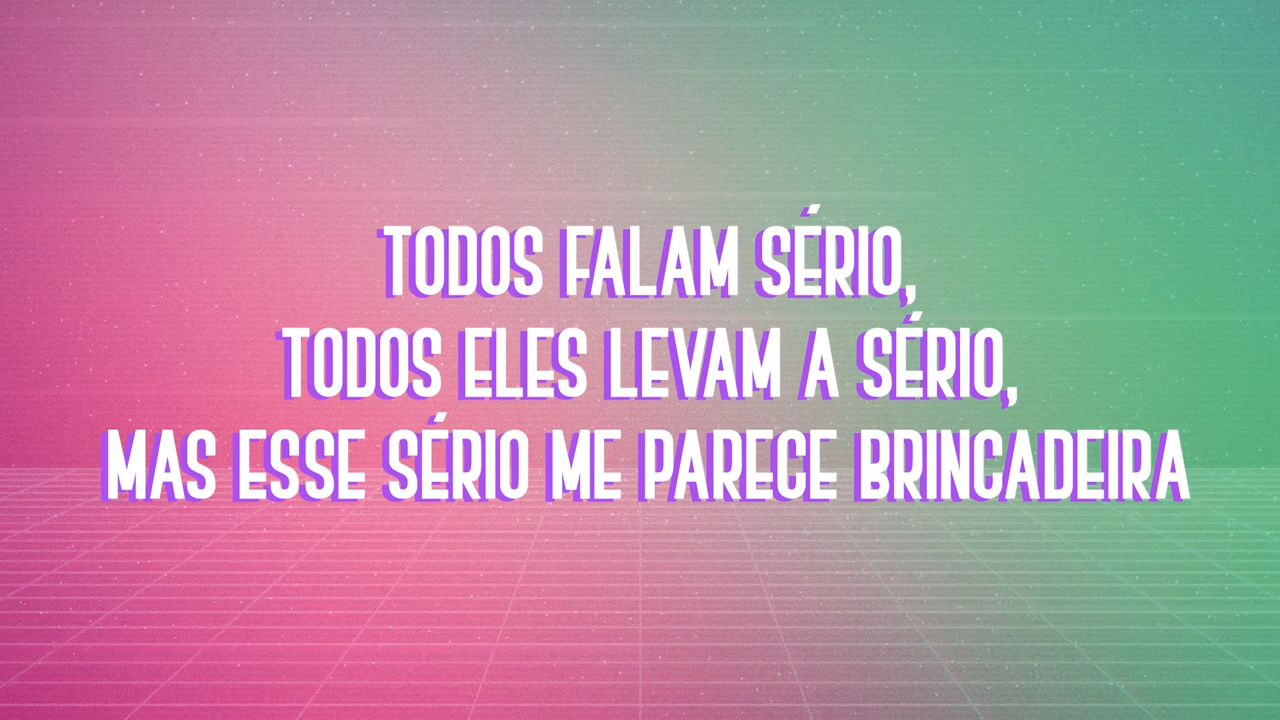 TODOS FALAM SÉRIO,
TODOS ELES LEVAM A SÉRIO,
MAS ESSE SÉRIO ME PARECE BRINCADEIRA